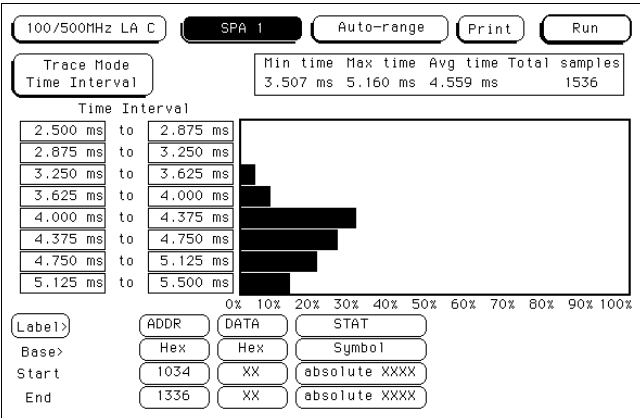 100/500MHz LA C SPA 1 Auto-range Print Run
Trace Mode
Time Interval
Min time Max time Avg time Total samples
3.507 ms 5.160 ms 4.559 ms 1536
Time Interval
2.500 ms to 2.875 ms
2.875 ms to 3.250 ms
3.250 ms to 3.625 ms
3.625 ms to 4.000 ms
4.000 ms to 4.375 ms
4.375 ms to 4.750 ms
4.750 ms to 5.125 ms
5.125 ms to 5.500 ms
0% 10% 20% 30% 40% 50% 60% 70% 80% 90% 100%
Label> ADDR DATA STAT
Base> Hex Hex Symbol
Start 1034 XX absolute XXXX
End 1336 XX absolute XXXX